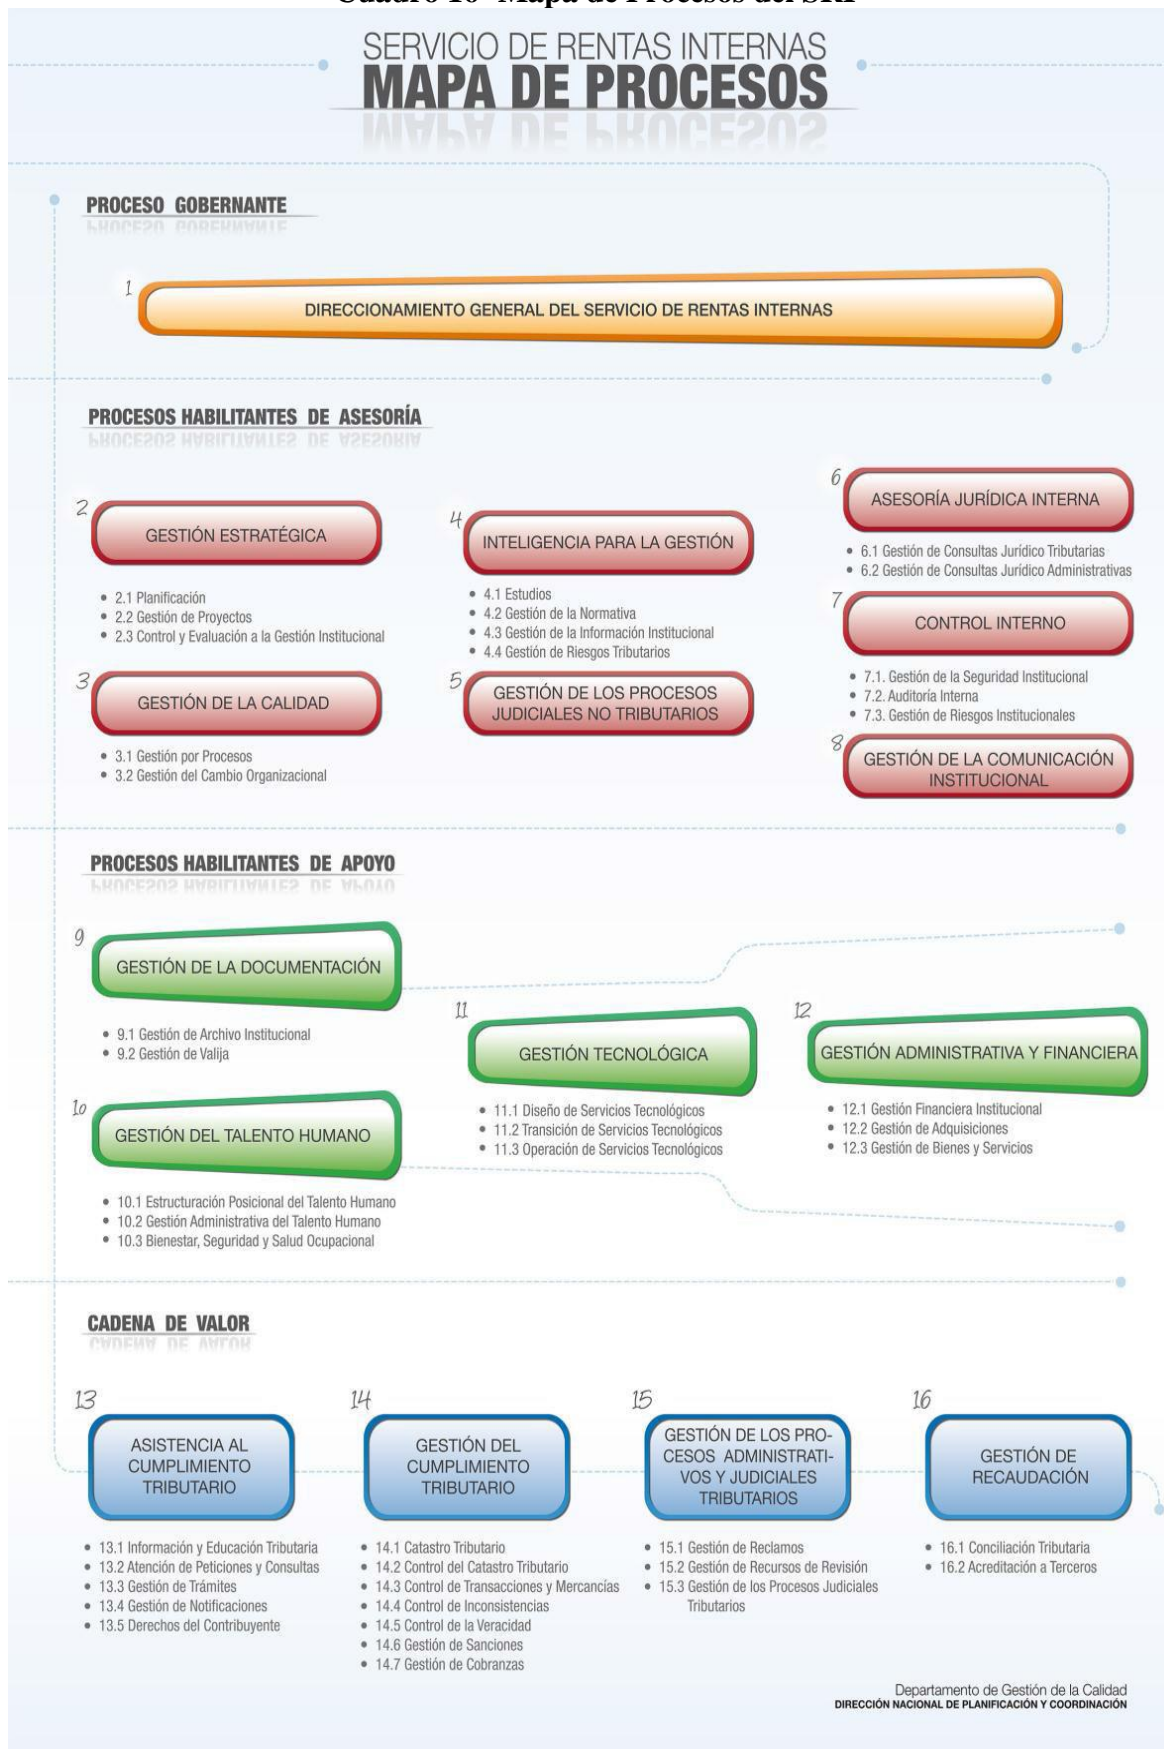 SERVICIO DE RENTAS INTERNAS
MAPA DE PROCESOS
PROCESO GOBERNANTE
1
DIRECCIONAMIENTO GENERAL DEL SERVICIO DE RENTAS INTERNAS
PROCESOS HABILITANTES DE ASESORÍA
2
GESTIÓN ESTRATÉGICA
• 2.1 Planificación
• 2.2 Gestión de Proyectos
• 2.3 Control y Evaluación a la Gestión Institucional
3
GESTIÓN DE LA CALIDAD
• 3.1 Gestión por Procesos
• 3.2 Gestión del Cambio Organizacional
4
INTELIGENCIA PARA LA GESTIÓN
• 4.1 Estudios
• 4.2 Gestión de la Normativa
• 4.3 Gestión de la Información Institucional
• 4.4 Gestión de Riesgos Tributarios
5
GESTIÓN DE LOS PROCESOS
JUDICIALES NO TRIBUTARIOS
6
ASESORÍA JURÍDICA INTERNA
• 6.1 Gestión de Consultas Jurídico Tributarias
• 6.2 Gestión de Consultas Jurídico Administrativas
7
CONTROL INTERNO
• 7.1. Gestión de la Seguridad Institucional
• 7.2. Auditoría Interna
• 7.3. Gestión de Riesgos Institucionales
8
GESTIÓN DE LA COMUNICACIÓN
INSTITUCIONAL
PROCESOS HABILITANTES DE APOYO
9
GESTIÓN DE LA DOCUMENTACIÓN
• 9.1 Gestión de Archivo Institucional
• 9.2 Gestión de Valija
10
GESTIÓN DEL TALENTO HUMANO
• 10.1 Estructuración Posicional del Talento Humano
• 10.2 Gestión Administrativa del Talento Humano
• 10.3 Bienestar, Seguridad y Salud Ocupacional
11
GESTIÓN TECNOLÓGICA
• 11.1 Diseño de Servicios Tecnológicos
• 11.2 Transición de Servicios Tecnológicos
• 11.3 Operación de Servicios Tecnológicos
12
GESTIÓN ADMINISTRATIVA Y FINANCIERA
• 12.1 Gestión Financiera Institucional
• 12.2 Gestión de Adquisiciones
• 12.3 Gestión de Bienes y Servicios
CADENA DE VALOR
13
ASISTENCIA AL
CUMPLIMIENTO
TRIBUTARIO
• 13.1 Información y Educación Tributaria
• 13.2 Atención de Peticiones y Consultas
• 13.3 Gestión de Trámites
• 13.4 Gestión de Notificaciones
• 13.5 Derechos del Contribuyente
14
GESTIÓN DEL
CUMPLIMIENTO
TRIBUTARIO
• 14.1 Catastro Tributario
• 14.2 Control del Catastro Tributario
• 14.3 Control de Transacciones y Mercancías
• 14.4 Control de Inconsistencias
• 14.5 Control de la Veracidad
• 14.6 Gestión de Sanciones
• 14.7 Gestión de Cobranzas
15
GESTIÓN DE LOS PRO-
CESOS ADMINISTRATI-
VOS Y JUDICIALES
TRIBUTARIOS
• 15.1 Gestión de Reclamos
• 15.2 Gestión de Recursos de Revisión
• 15.3 Gestión de los Procesos Judiciales
Tributarios
16
GESTIÓN DE
RECAUDACIÓN
• 16.1 Conciliación Tributaria
• 16.2 Acreditación a Terceros
Departamento de Gestión de la Calidad
DIRECCIÓN NACIONAL DE PLANIFICACIÓN Y COORDINACIÓN